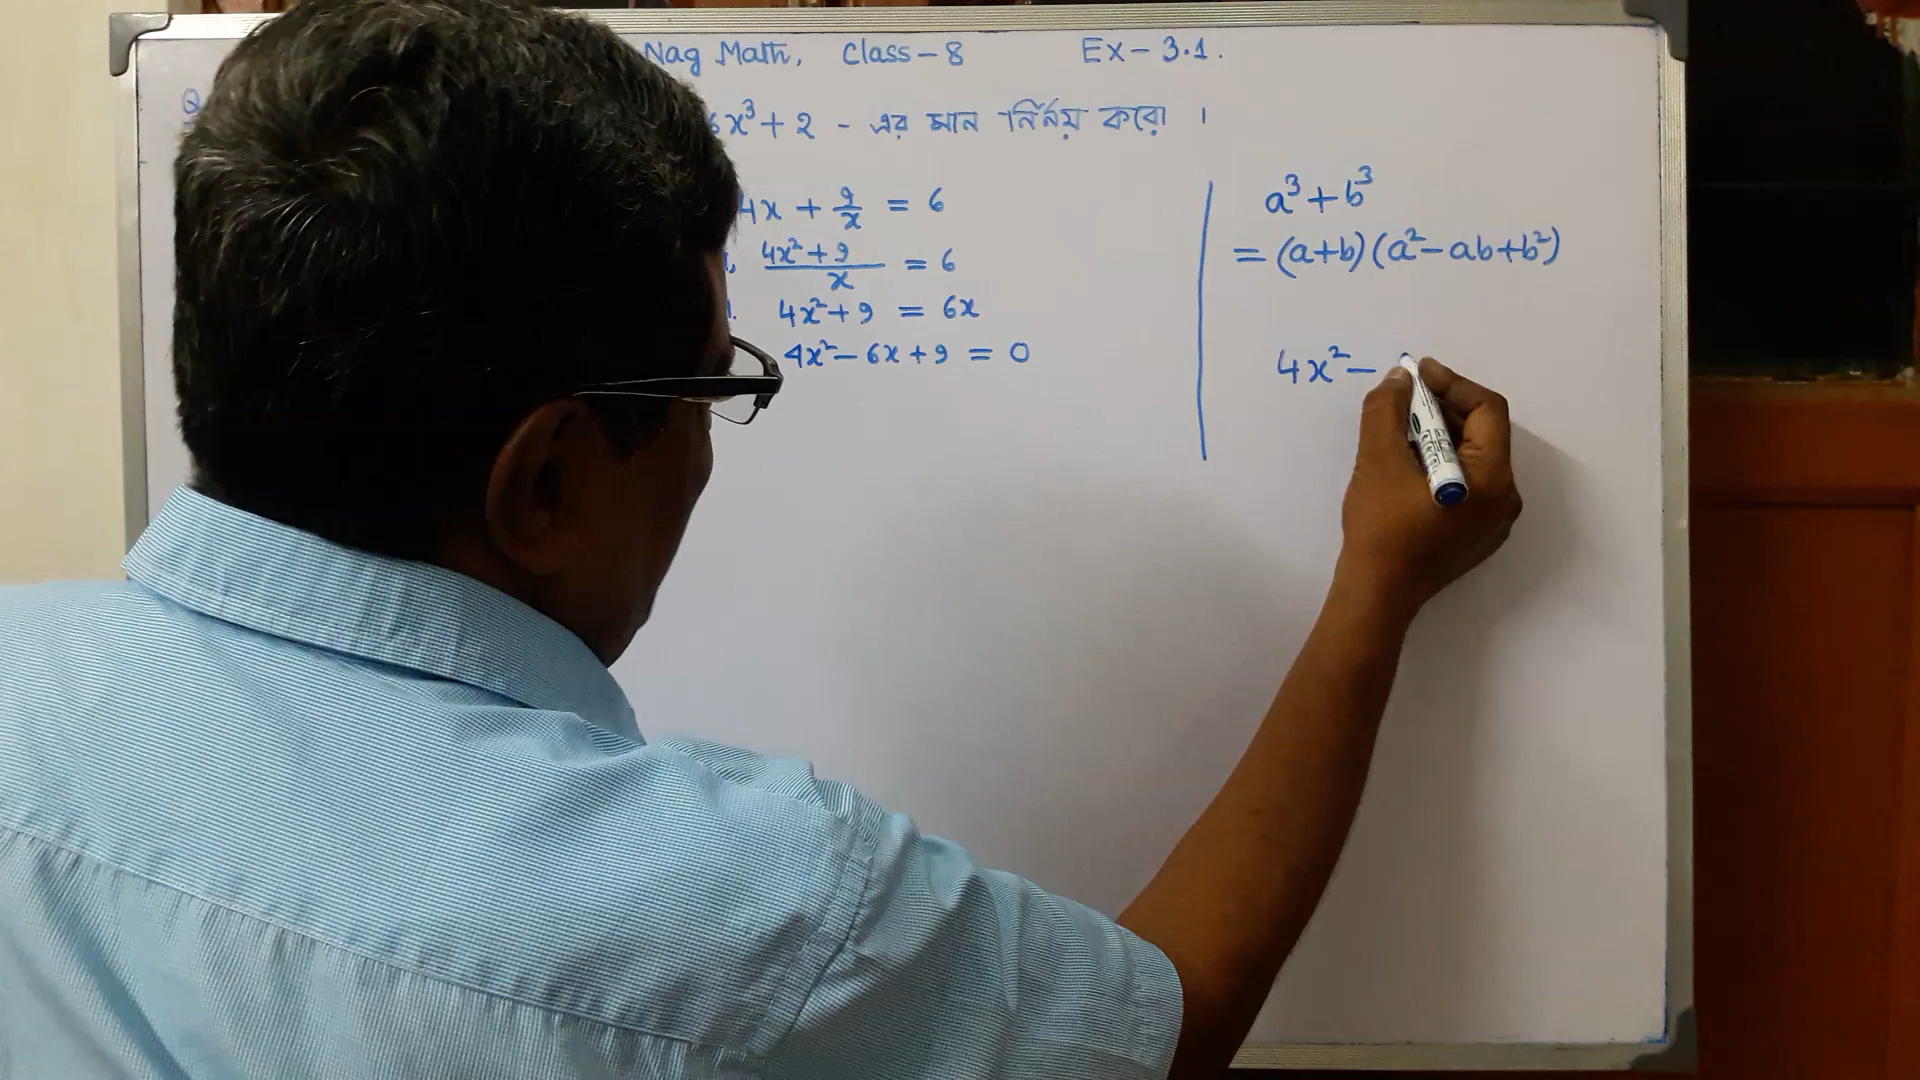 Nag Math, Class-8 Ex-3.1.
Q
6x³+2 - এর মান নির্নয় করো ।
4x + 9/x = 6
(4x²+9)/x = 6
4x²+9 = 6x
4x²-6x+9 = 0
a³+b³
= (a+b)(a²-ab+b²)
4x²-